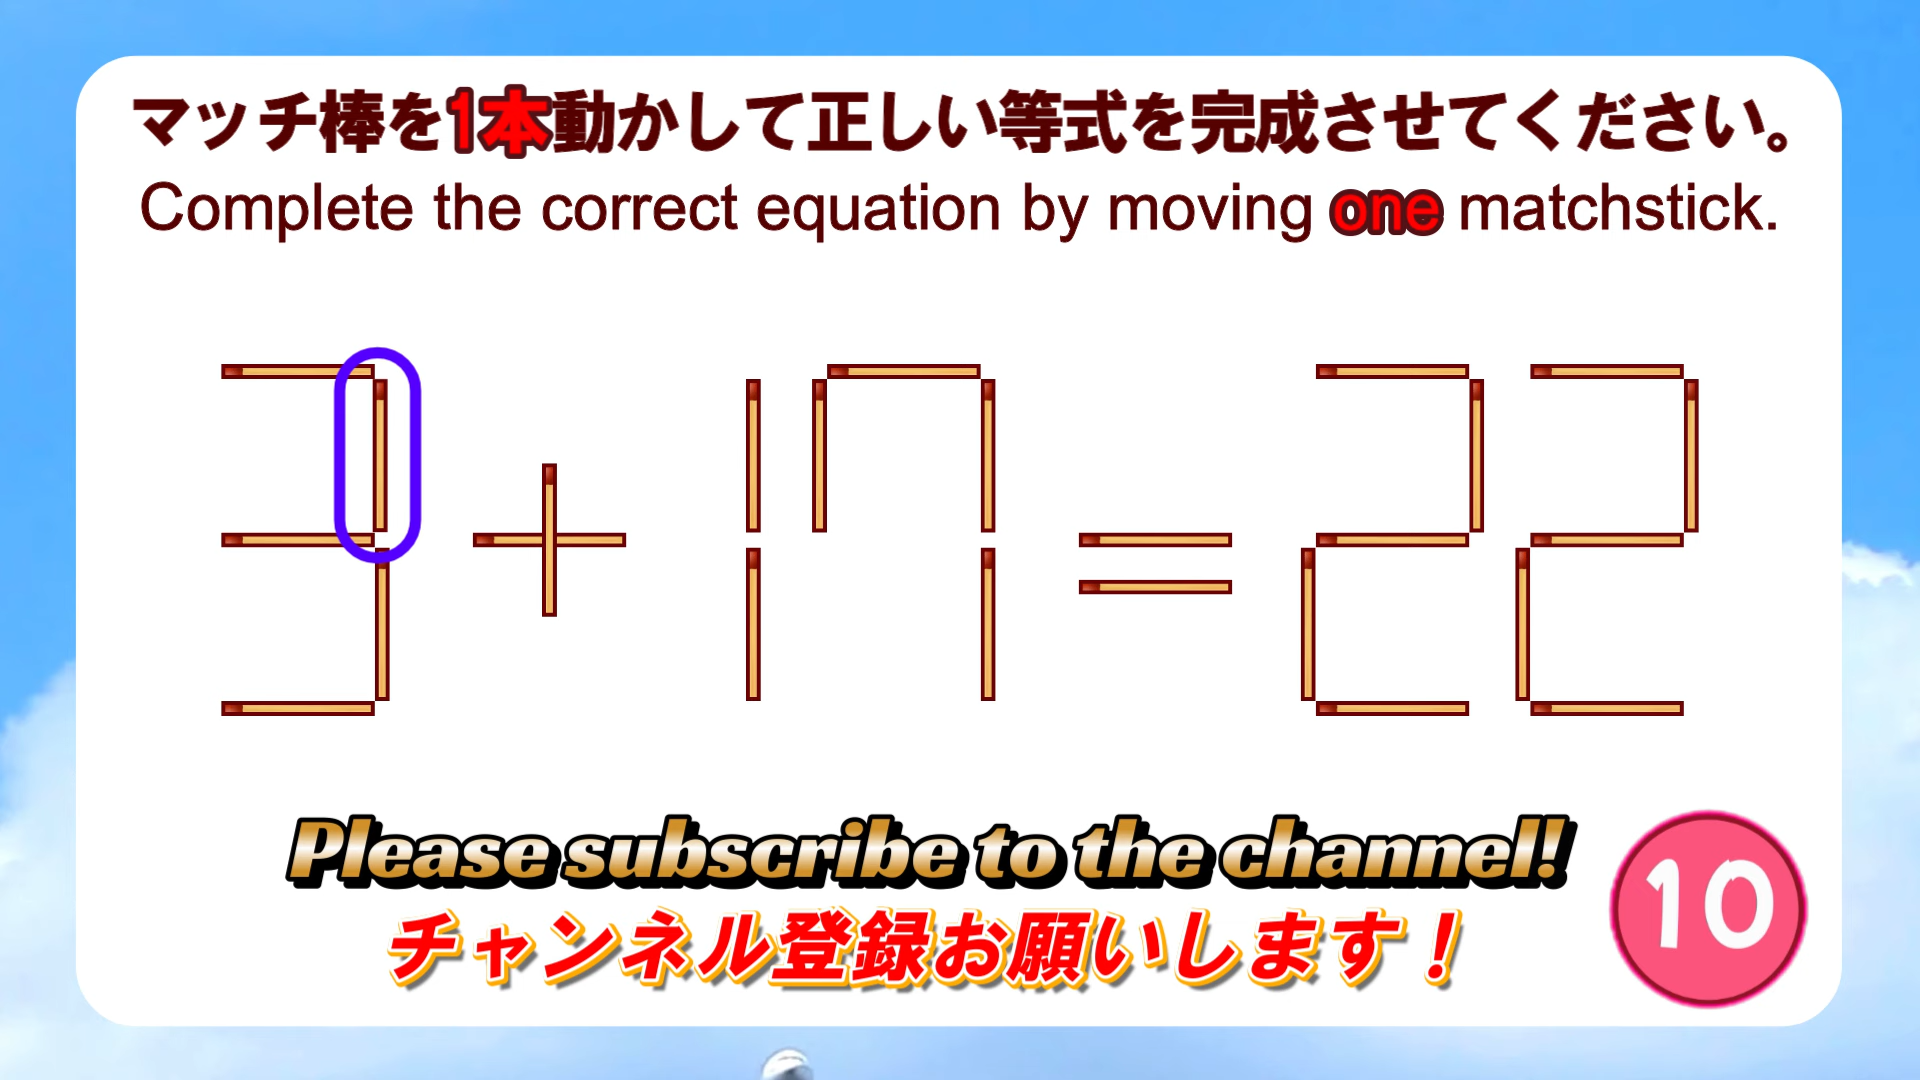 マッチ棒を1本動かして正しい等式を完成させてください。
Complete the correct equation by moving one matchstick.
3+17=22
Please subscribe to the channel!
チャンネル登録お願いします！
10